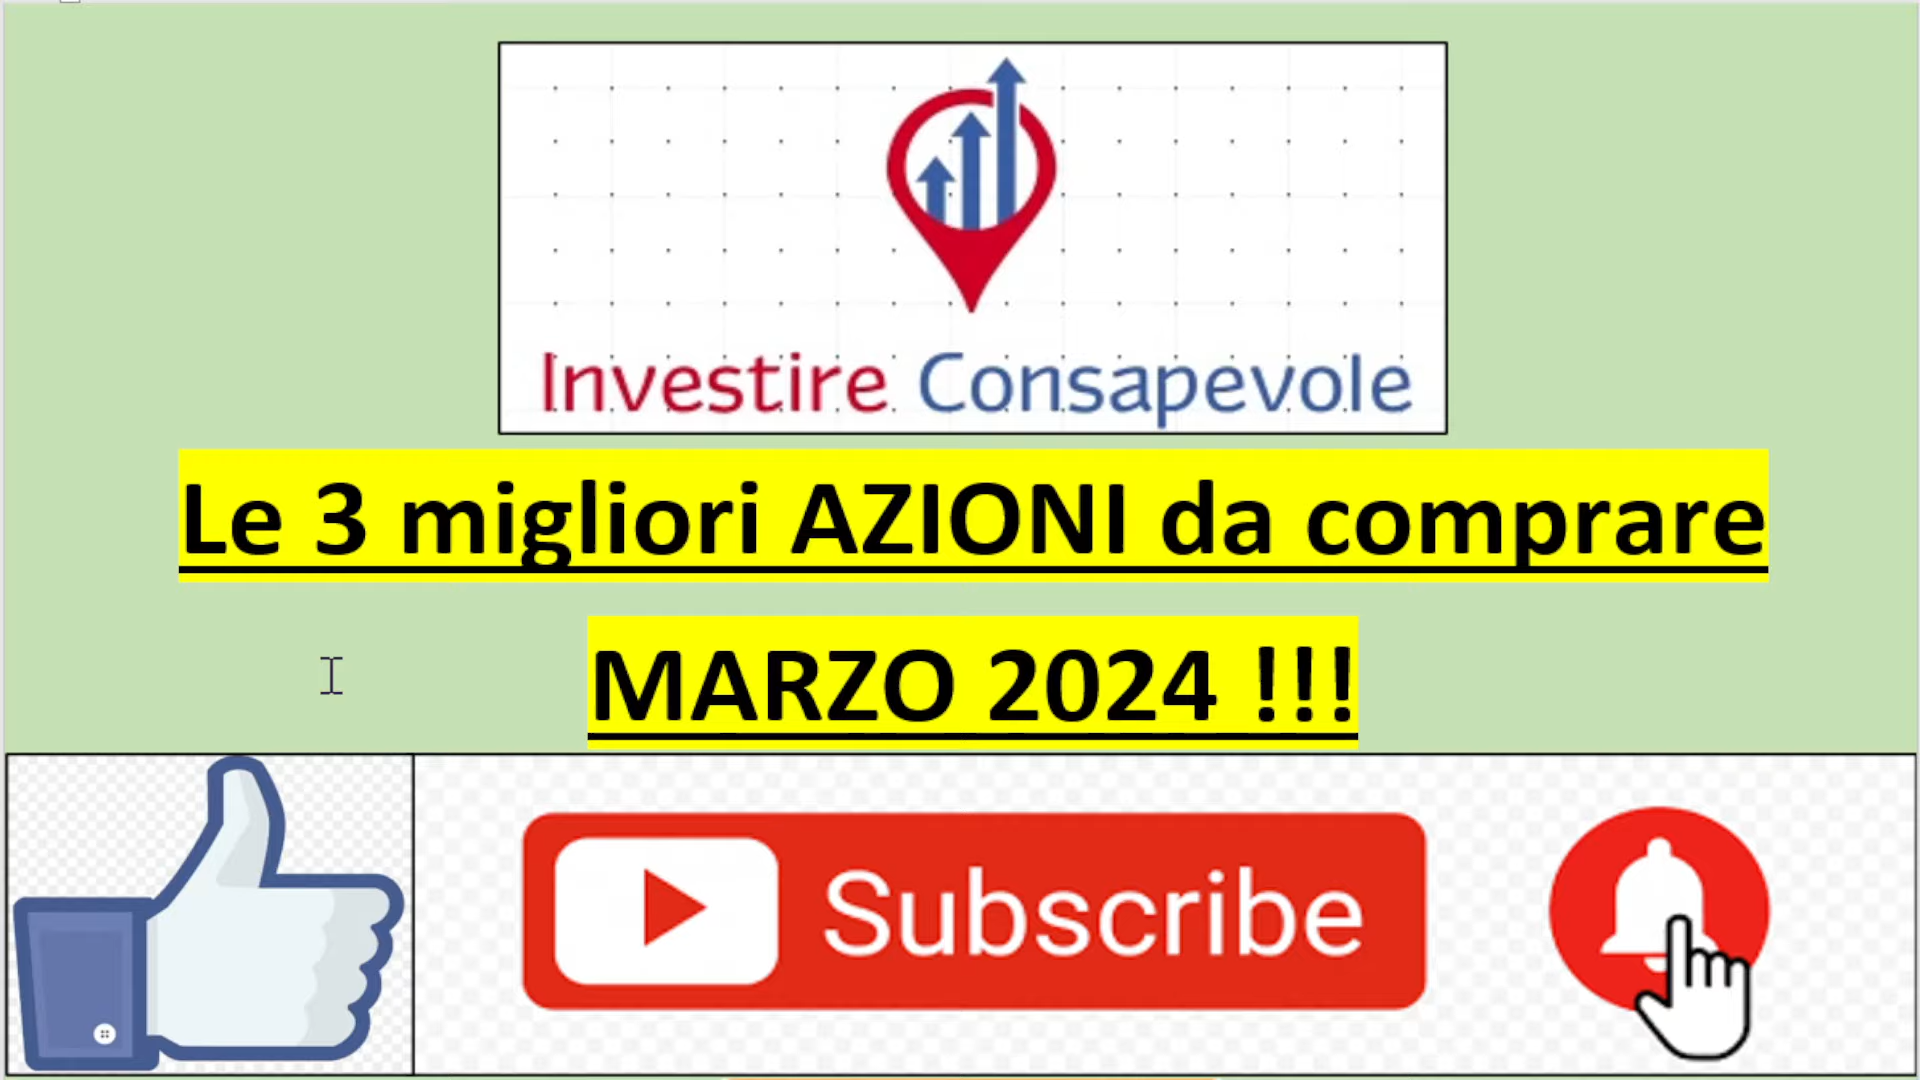 Investire Consapevole
Le 3 migliori AZIONI da comprare
MARZO 2024 !!!
Subscribe